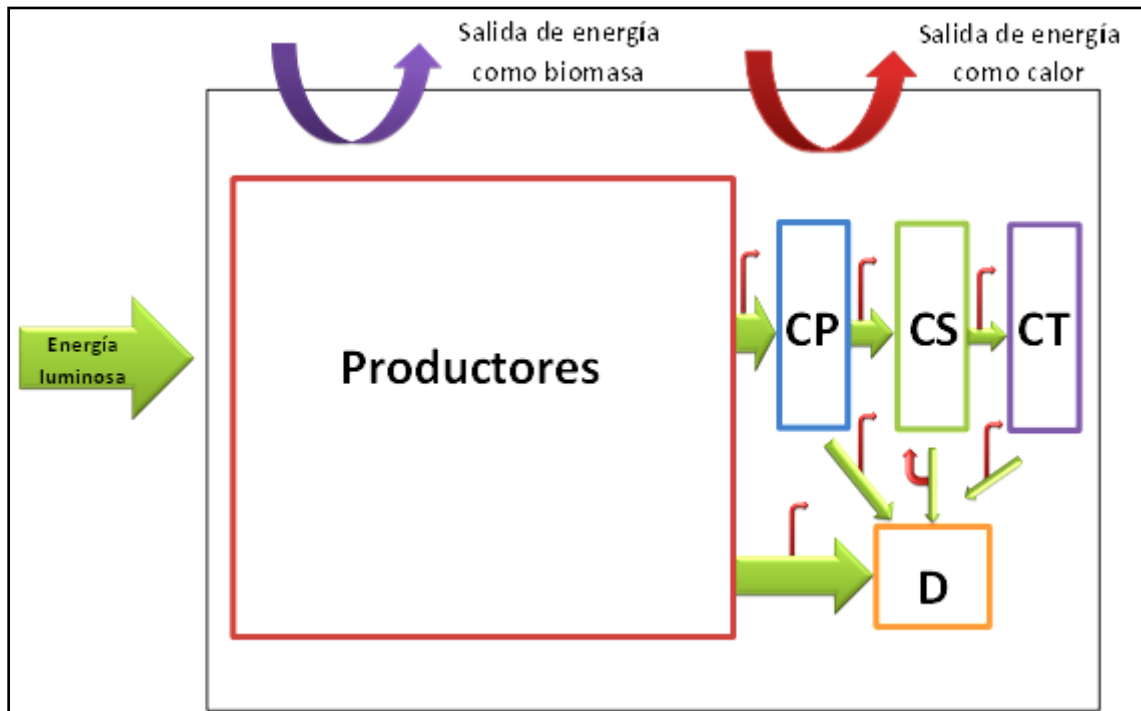 Salida de energía
como biomasa
Salida de energía
como calor
Energía
luminosa
Productores
CP
CS
CT
D